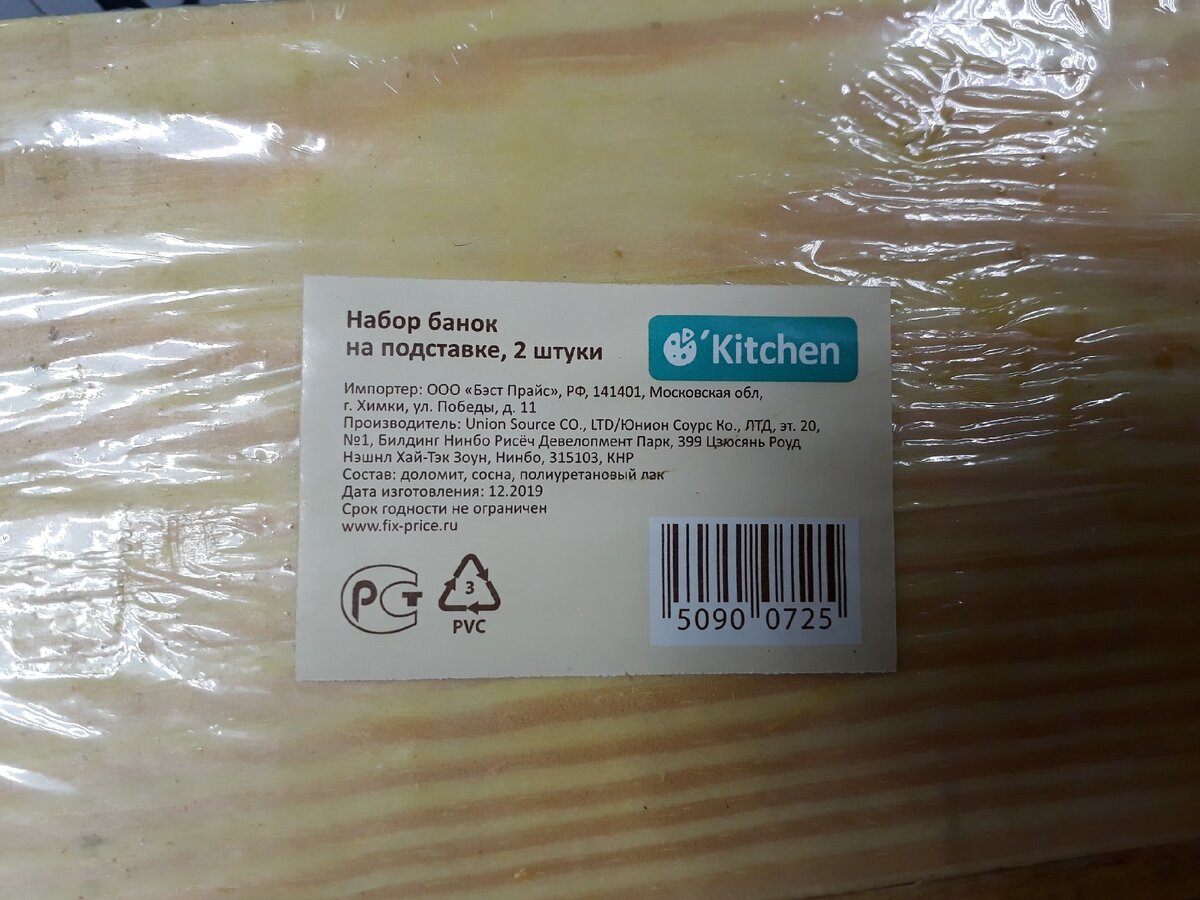 Набор банок
на подставке, 2 штуки
'Kitchen
Импортер: ООО «Бэст Прайс», РФ, 141401, Московская обл,
г. Химки, ул. Победы, д. 11
Производитель: Union Source CO., LTD/Юнион Соурс Ко., ЛТД, эт. 20,
№1, Билдинг Нинбо Рисёч Девелопмент Парк, 399 Цзюсянь Роуд
Нэшнл Хай-Тэк Зоун, Нинбо, 315103, КНР
Состав: доломит, сосна, полиуретановый лак
Дата изготовления: 12.2019
Срок годности не ограничен
www.fix-price.ru
РСТ
3
PVC
5090 0725